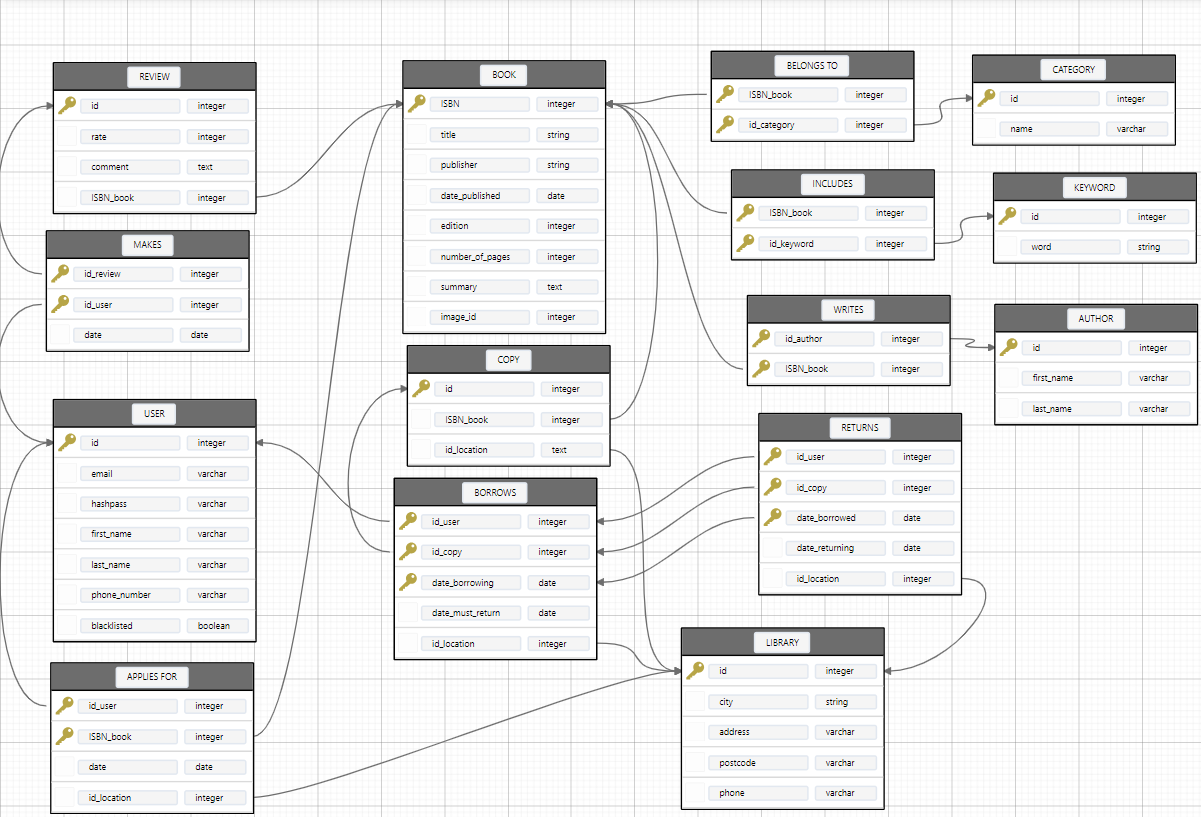 REVIEW
id integer
rate integer
comment text
ISBN_book integer
MAKES
id_review integer
id_user integer
date date
USER
id integer
email varchar
hashpass varchar
first_name varchar
last_name varchar
phone_number varchar
blacklisted boolean
APPLIES FOR
id_user integer
ISBN_book integer
date date
id_location integer
BOOK
ISBN integer
title string
publisher string
date_published date
edition integer
number_of_pages integer
summary text
image_id integer
COPY
id integer
ISBN_book integer
id_location text
BORROWS
id_user integer
id_copy integer
date_borrowing date
date_must_return date
id_location integer
BELONGS TO
ISBN_book integer
id_category integer
INCLUDES
ISBN_book integer
id_keyword integer
WRITES
id_author integer
ISBN_book integer
RETURNS
id_user integer
id_copy integer
date_borrowed date
date_returning date
id_location integer
LIBRARY
id integer
city string
address varchar
postcode varchar
phone varchar
CATEGORY
id integer
name varchar
KEYWORD
id integer
word string
AUTHOR
id integer
first_name varchar
last_name varchar